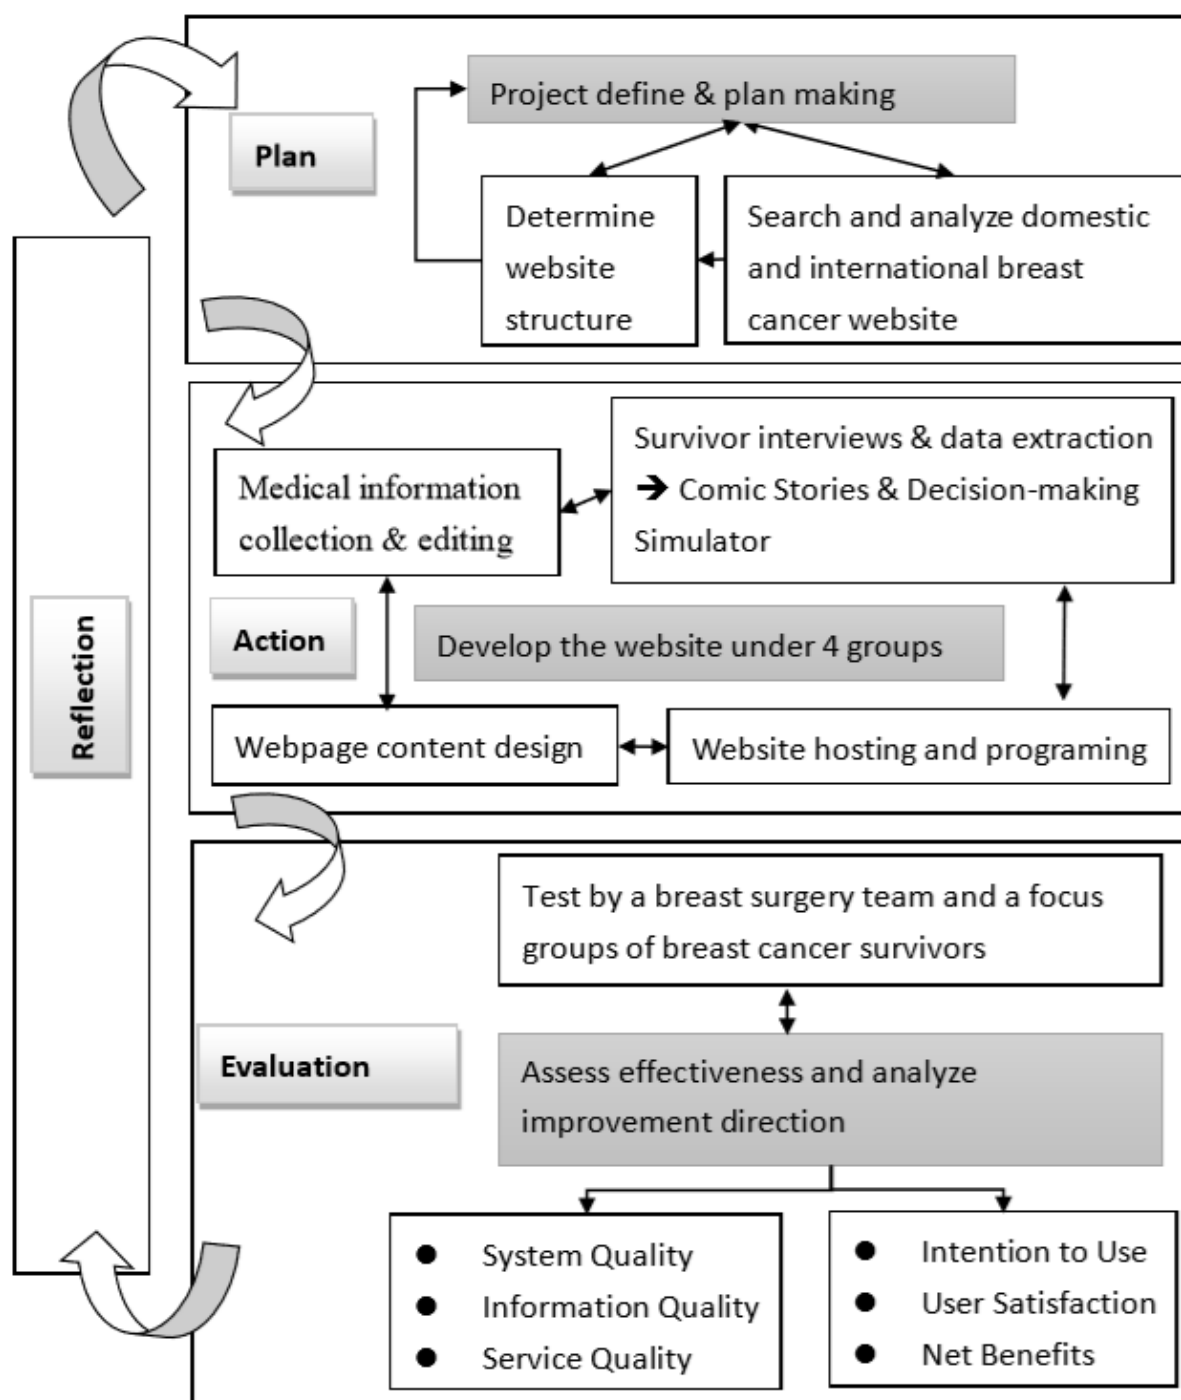 Project define & plan making
Plan
Determine
website
structure
Search and analyze domestic
and international breast
cancer website
Survivor interviews & data extraction
➔ Comic Stories & Decision-making
Simulator
Medical information
collection & editing
Action
Develop the website under 4 groups
Reflection
Webpage content design
Website hosting and programing
Test by a breast surgery team and a focus
groups of breast cancer survivors
Evaluation
Assess effectiveness and analyze
improvement direction
● System Quality
● Information Quality
● Service Quality
● Intention to Use
● User Satisfaction
● Net Benefits